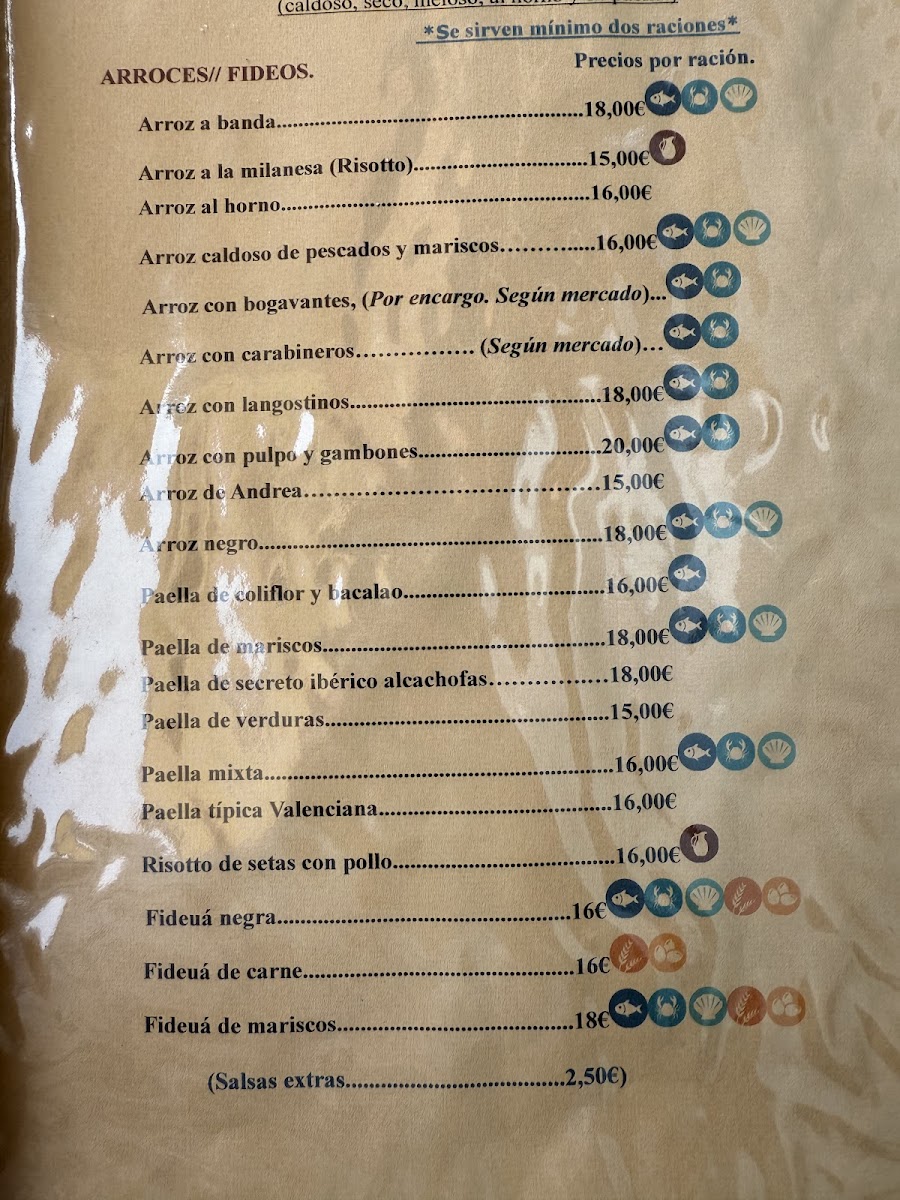 (caldoso, seco, meloso, al horno y
*Se sirven mínimo dos raciones*
Precios por ración.
ARROCES// FIDEOS.
Arroz a banda....................................................18,00€
Arroz a la milanesa (Risotto).............................15,00€
Arroz al horno....................................................16,00€
Arroz caldoso de pescados y mariscos…….......16,00€
Arroz con bogavantes, (Por encargo. Según mercado)...
Arroz con carabineros……………. (Según mercado)…
Arroz con langostinos..........................................18,00€
Arroz con pulpo y gambones..............................20,00€
Arroz de Andrea…………………………………15,00€
Arroz negro.........................................................18,00€
Paella de coliflor y bacalao.................................16,00€
Paella de mariscos...............................................18,00€
Paella de secreto ibérico alcachofas……………18,00€
Paella de verduras...............................................15,00€
Paella mixta.........................................................16,00€
Paella típica Valenciana......................................16,00€
Risotto de setas con pollo....................................16,00€
Fideuá negra.................................................16€
Fideuá de carne.............................................16€
Fideuá de mariscos.......................................18€
(Salsas extras.....................................2,50€)